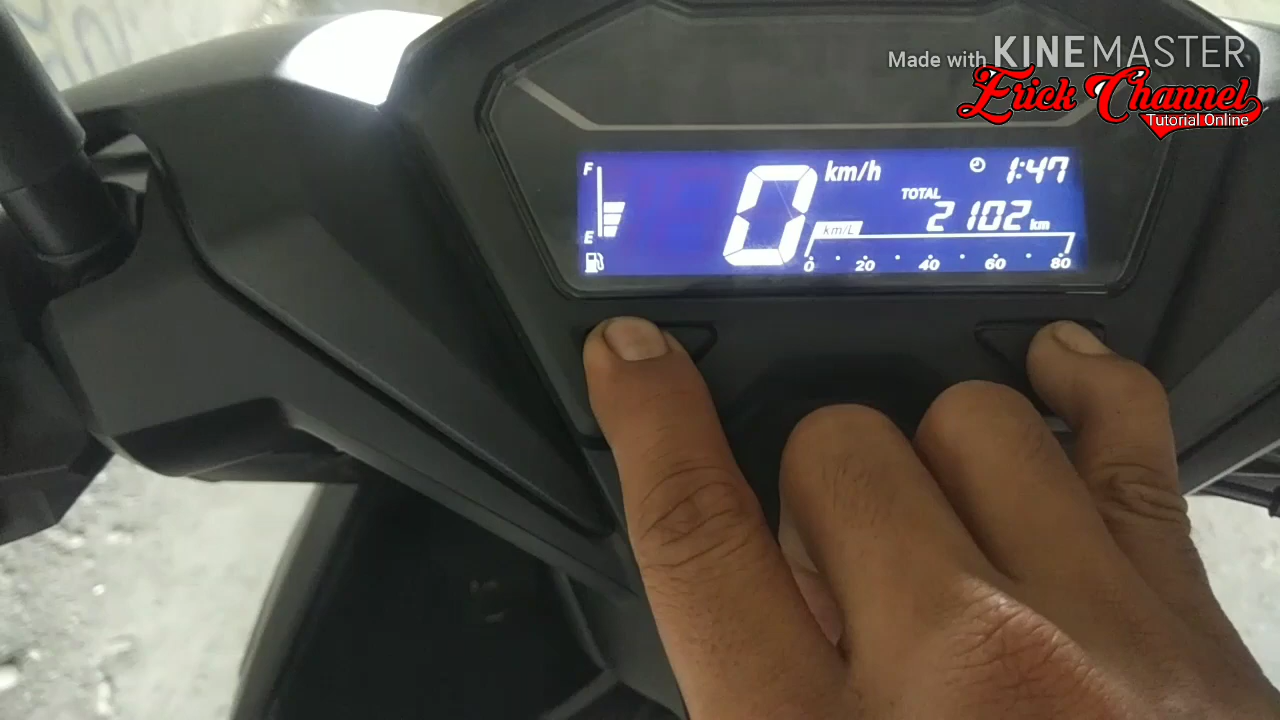 Made with KINEMASTER
Erick Channel
Tutorial Online
F
km/h
1:47
TOTAL
2102 km
km/L
E
0 20 40 60 80